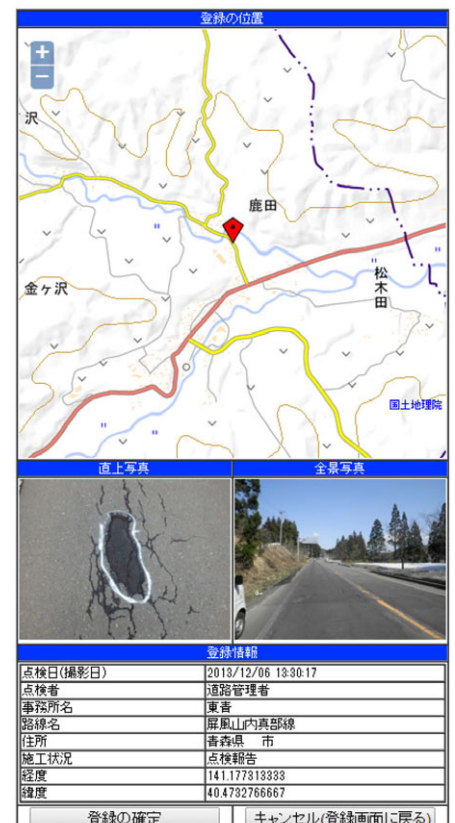 登録の位置
+
−
沢
鹿田
金ヶ沢
松木田
国土地理院
直上写真 全景写真
登録情報
点検日(撮影日) 2013/12/06 13:30:17
点検者 道路管理者
事務所名 東青
路線名 屏風山内真部線
住所 青森県 市
施工状況 点検報告
経度 141.177313333
緯度 40.4732766667
登録の確定 キャンセル(登録画面に戻る)